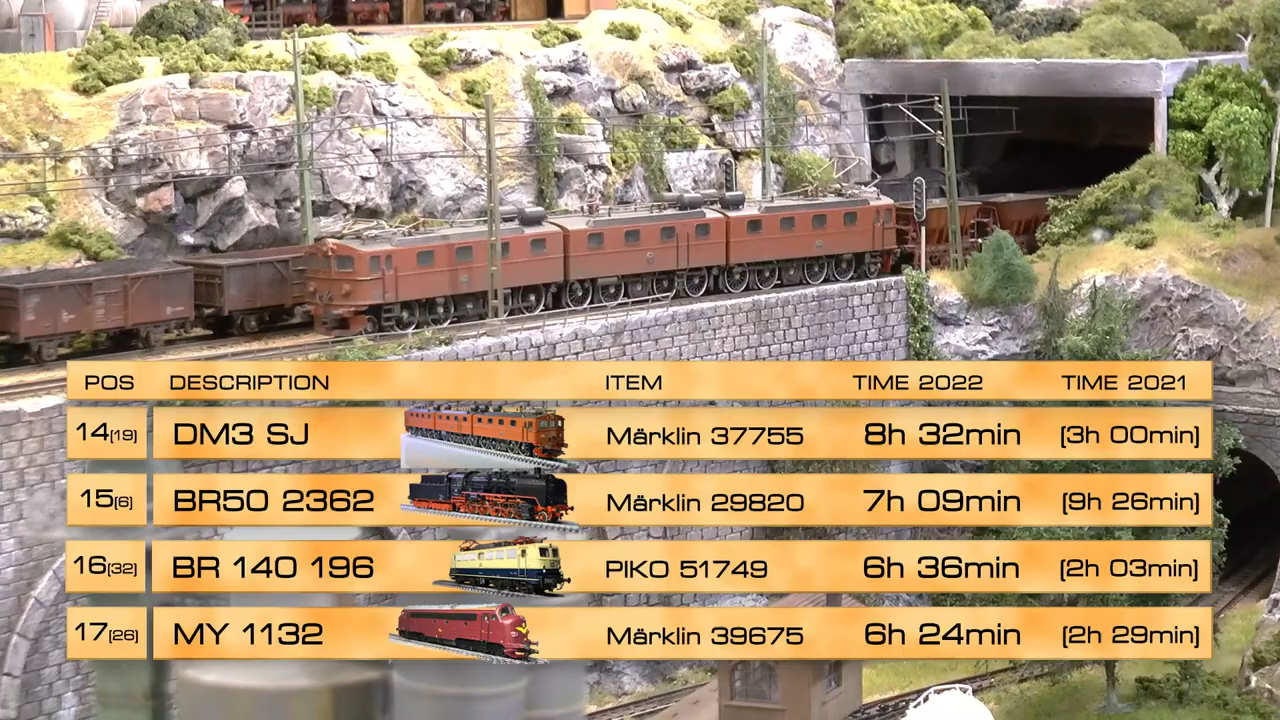 POS DESCRIPTION ITEM TIME 2022 TIME 2021
14[19] DM3 SJ Märklin 37755 8h 32min [3h 00min]
15[6] BR50 2362 Märklin 29820 7h 09min [9h 26min]
16[32] BR 140 196 PIKO 51749 6h 36min [2h 03min]
17[26] MY 1132 Märklin 39675 6h 24min [2h 29min]